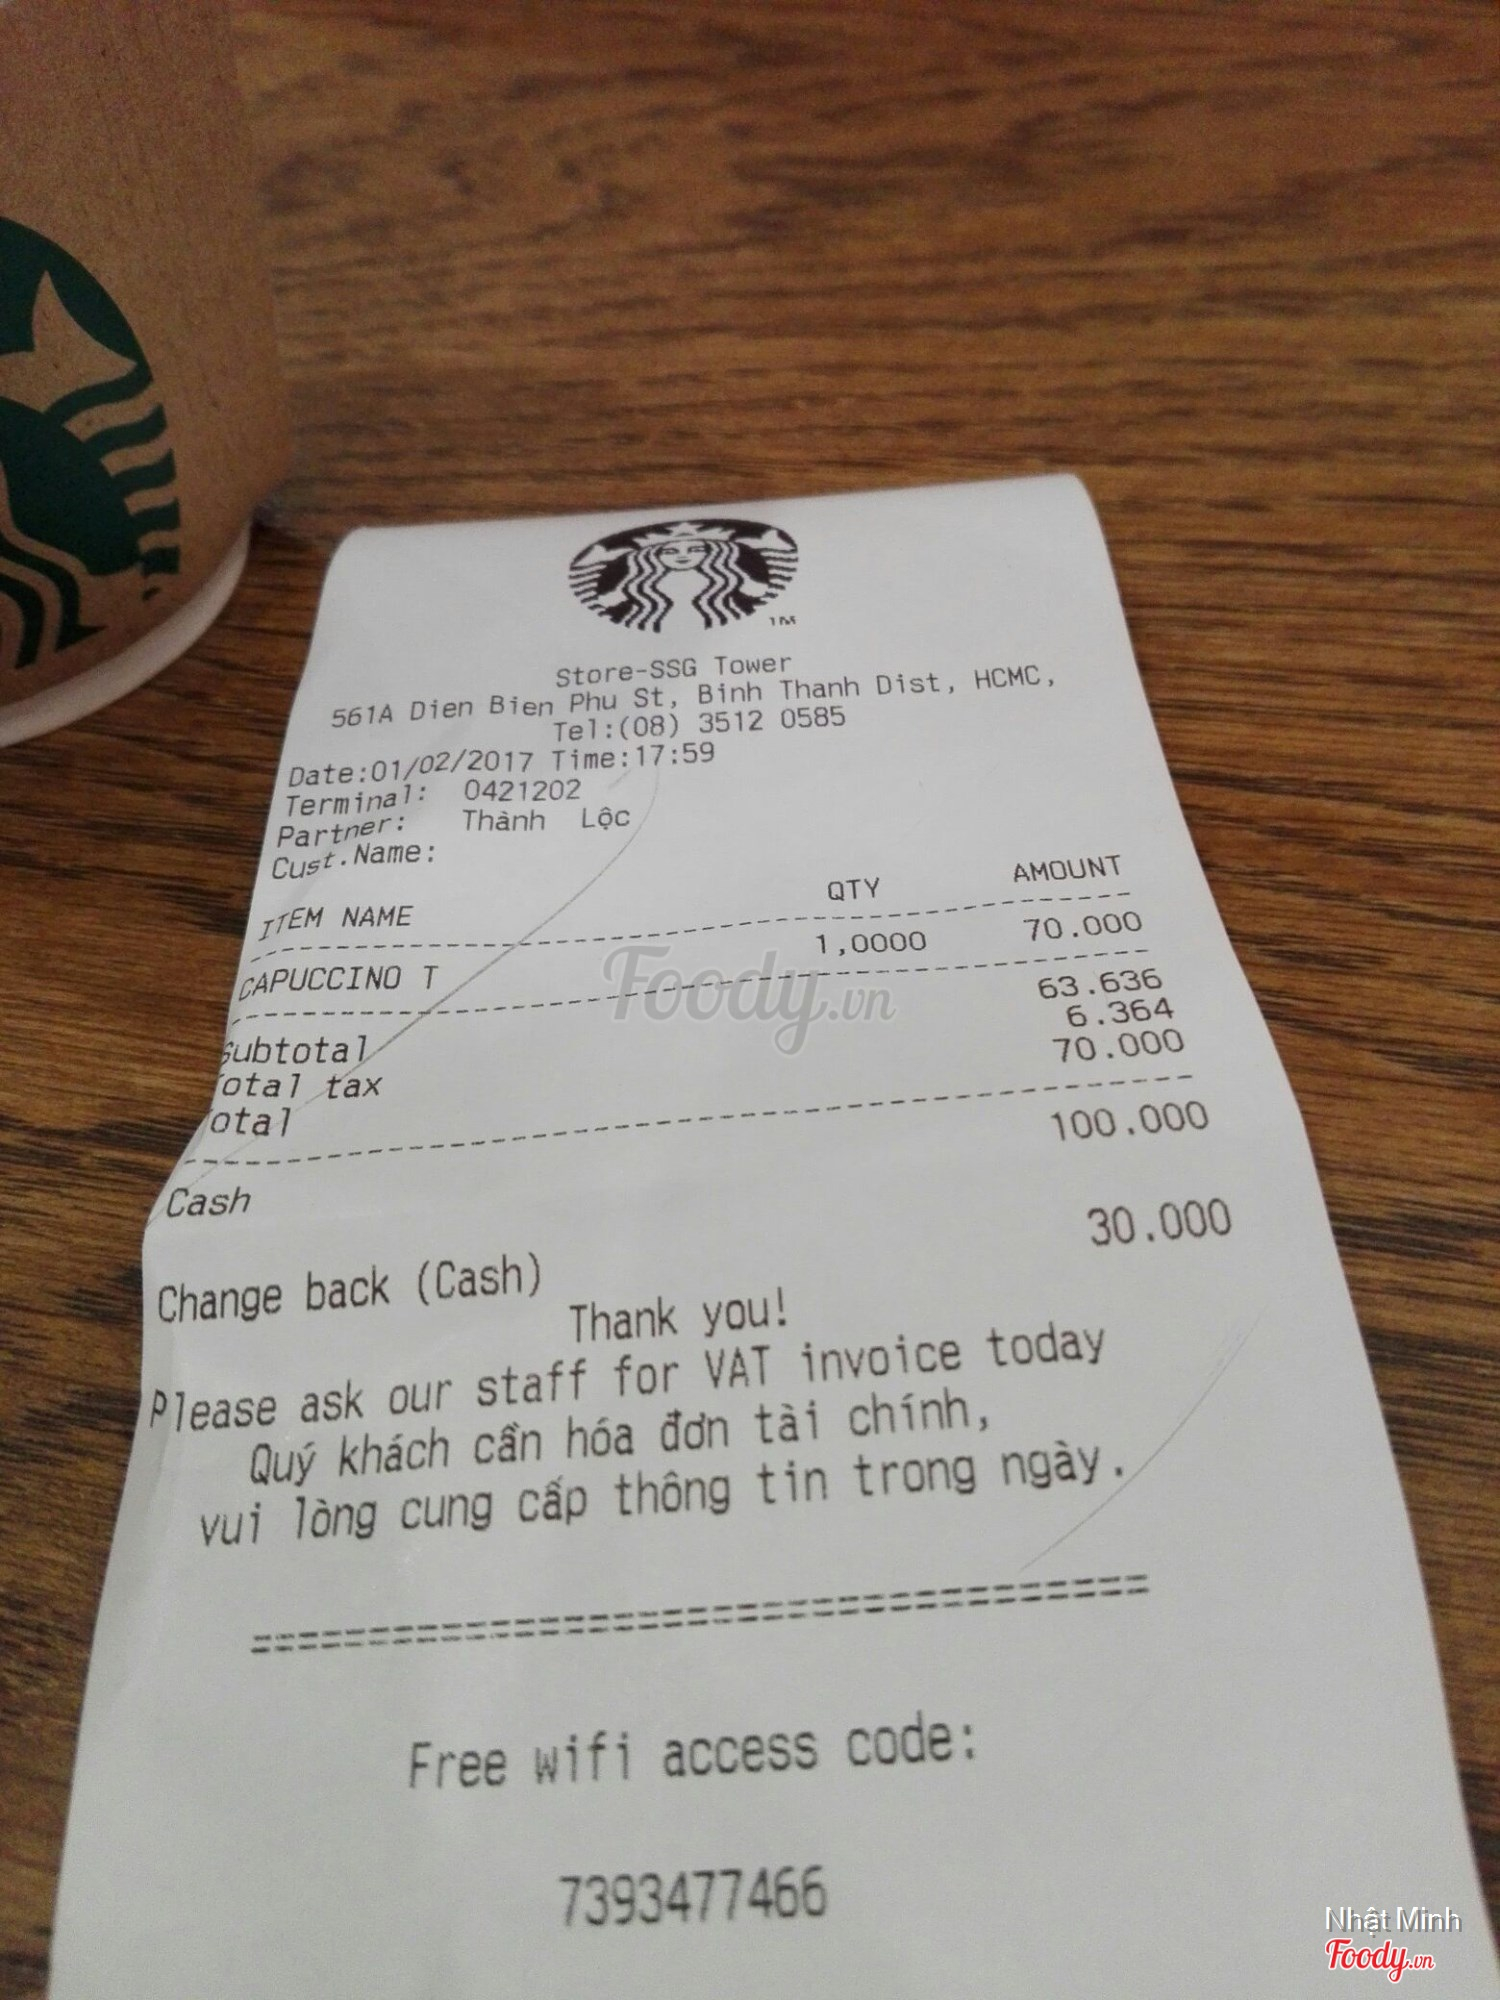 TM
Store-SSG Tower
561A Dien Bien Phu St, Binh Thanh Dist, HCMC,
Tel:(08) 3512 0585
Date:01/02/2017 Time:17:59
Terminal: 0421202
Partner: Thành Lộc
Cust.Name:
ITEM NAME QTY AMOUNT
CAPUCCINO T 1,0000 70.000
Subtotal 63.636
Total tax 6.364
Total 70.000
Cash 100.000
Change back (Cash) 30.000
Thank you!
Please ask our staff for VAT invoice today
Quý khách cần hóa đơn tài chính,
vui lòng cung cấp thông tin trong ngày.
Free wifi access code:
7393477466
Foody.vn
Nhật Minh
Foody.vn